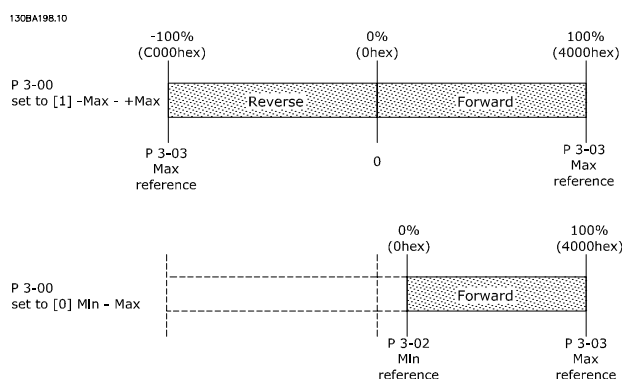 130BA198.10
-100%
(C000hex)
0%
(0hex)
100%
(4000hex)
P 3-00
set to [1] -Max - +Max
Reverse
Forward
P 3-03
Max
reference
0
P 3-03
Max
reference
0%
(0hex)
100%
(4000hex)
P 3-00
set to [0] MIn - Max
Forward
P 3-02
MIn
reference
P 3-03
Max
reference